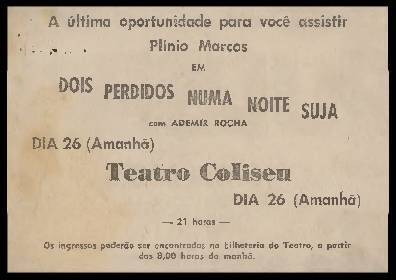 A última oportunidade para você assistir
Plínio Marcos
EM
DOIS PERDIDOS NUMA NOITE SUJA
com ADEMIR ROCHA
DIA 26 (Amanhã)
Teatro Coliseu
DIA 26 (Amanhã)
— 21 horas —
Os ingressos poderão ser encontrados na bilheteria do Teatro, a partir
das 8,00 horas da manhã.